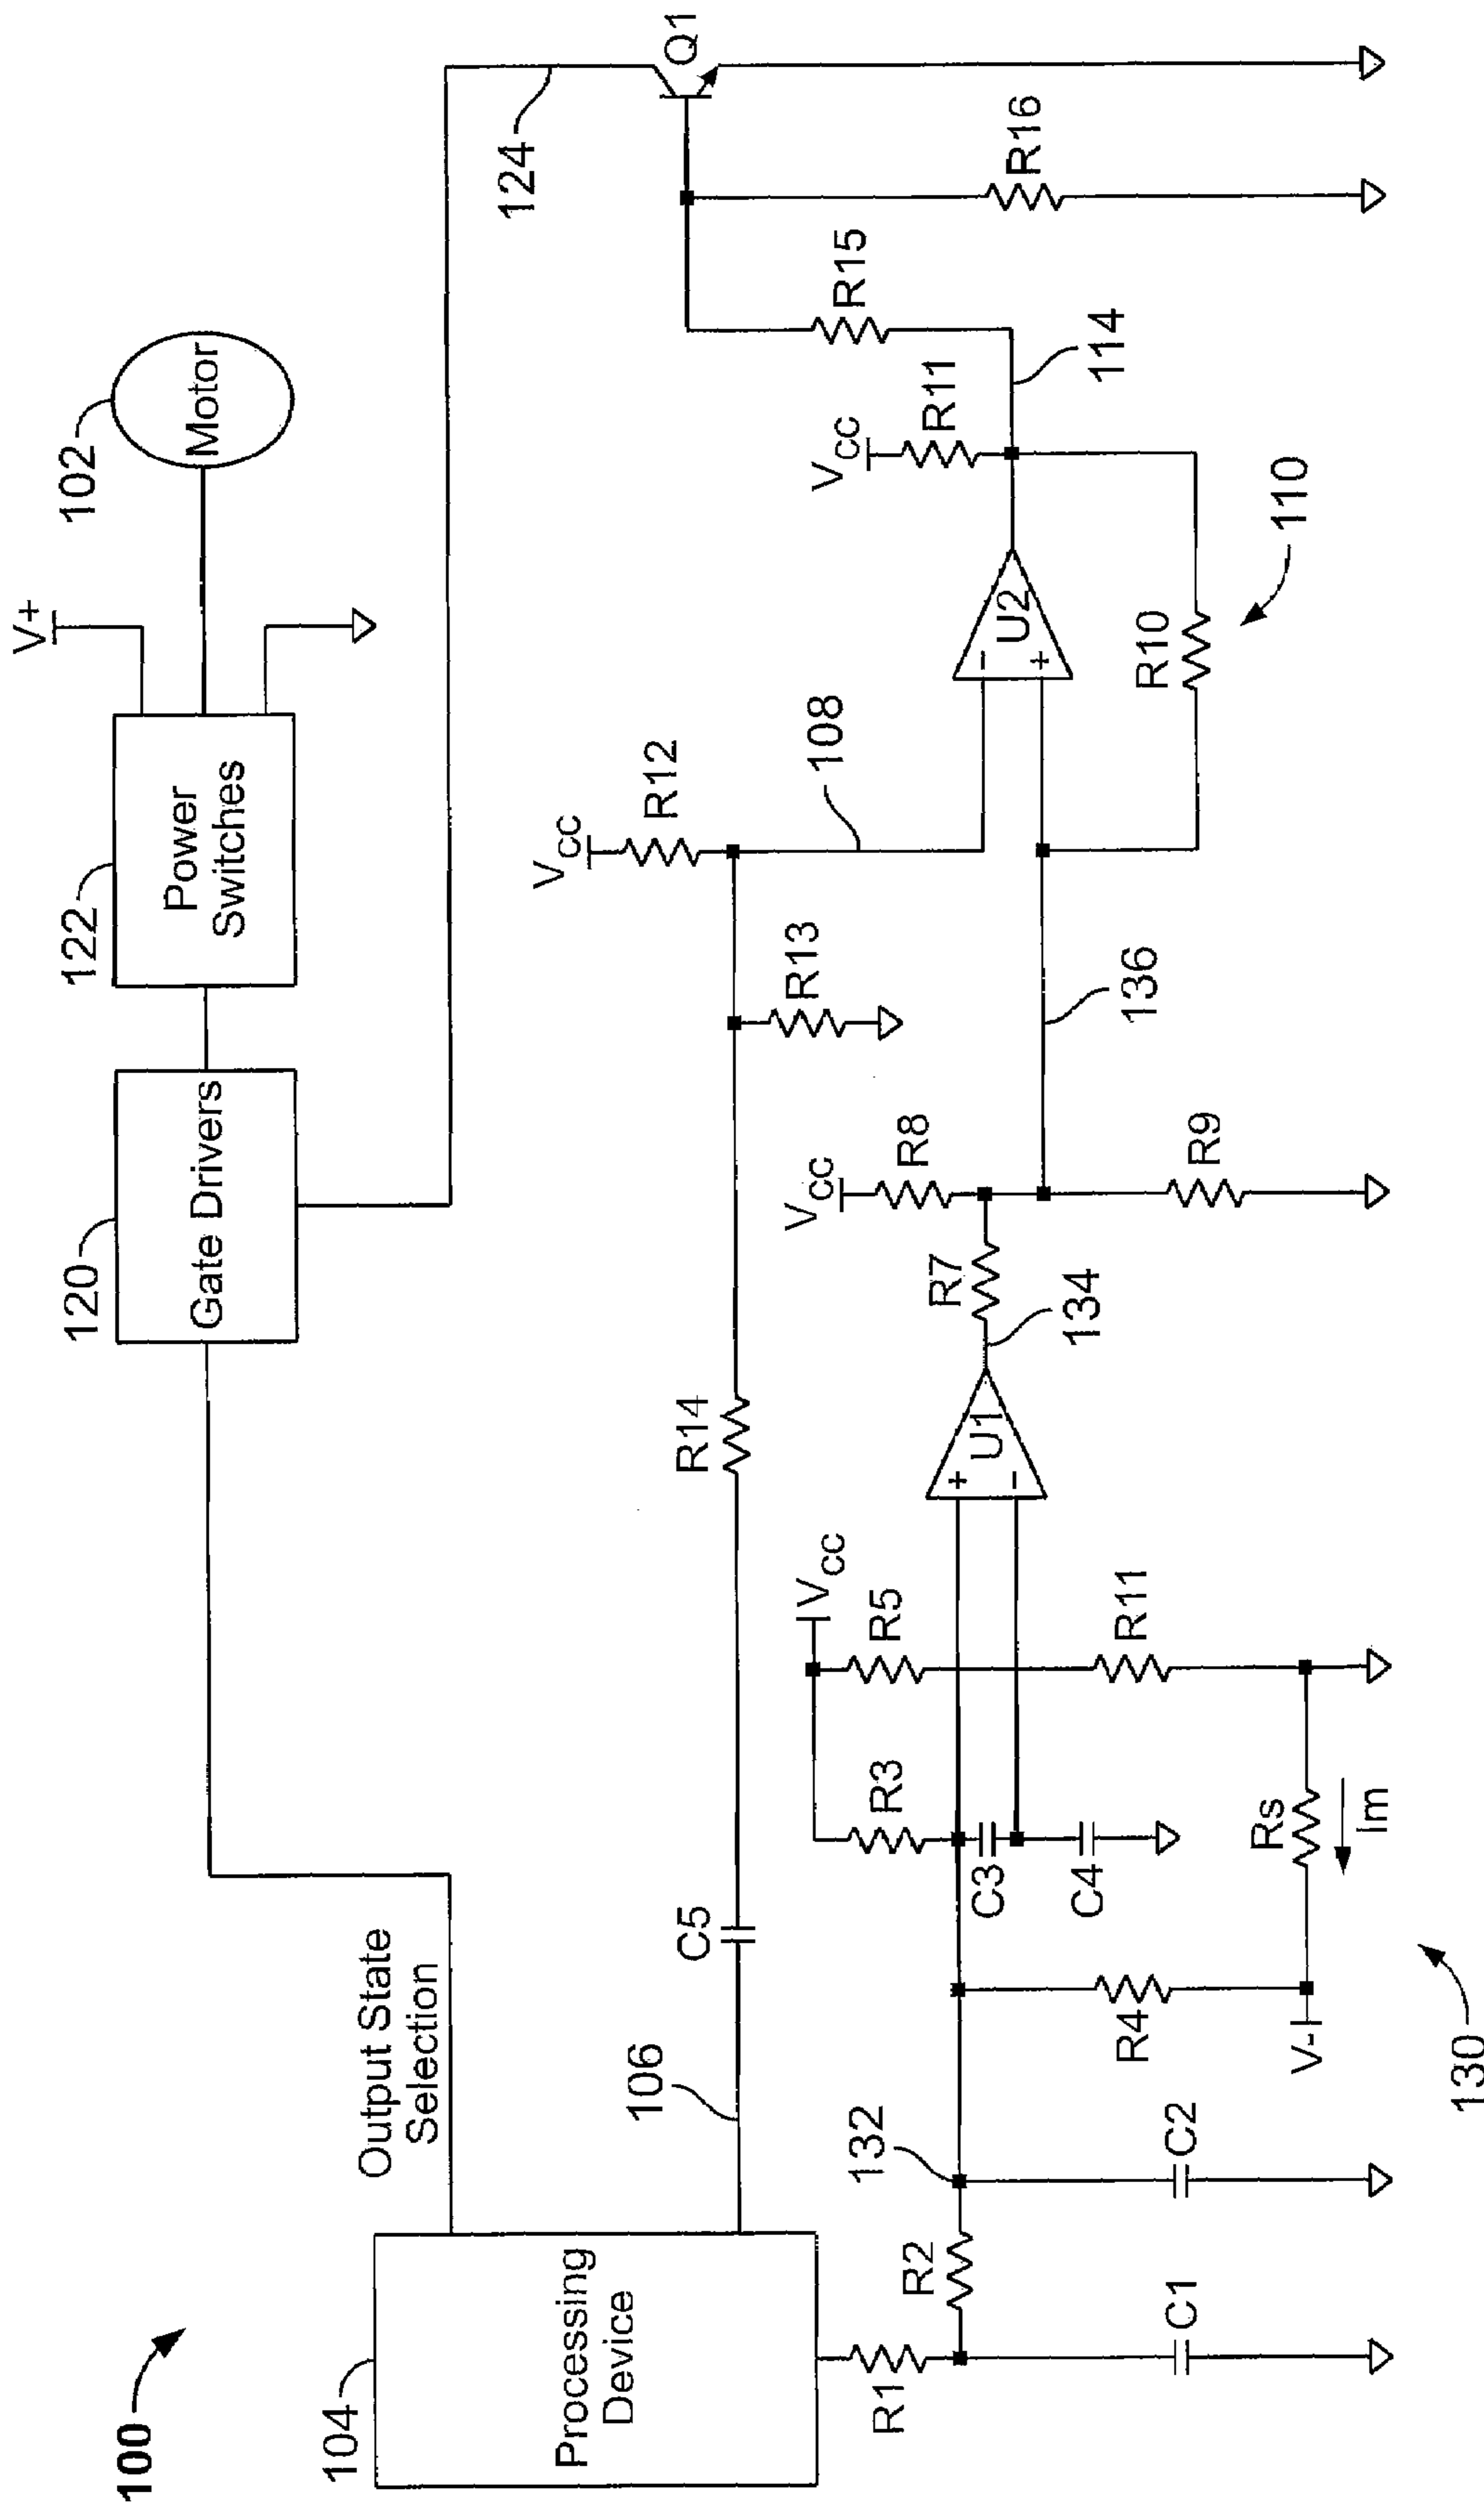 100
102
Motor
V+
122
Power
Switches
120
Gate Drivers
Output State
Selection
104
Processing
Device
106
C5
R14
R13
VCC
R12
108
124
Q1
R16
R15
114
VCC
R11
U2
-
+
R10
110
136
VCC
R8
R9
R7
134
U1
+
-
VCC
R5
R11
R3
C3
C4
Rs
Im
R4
V-
130
132
C2
R2
C1
R1